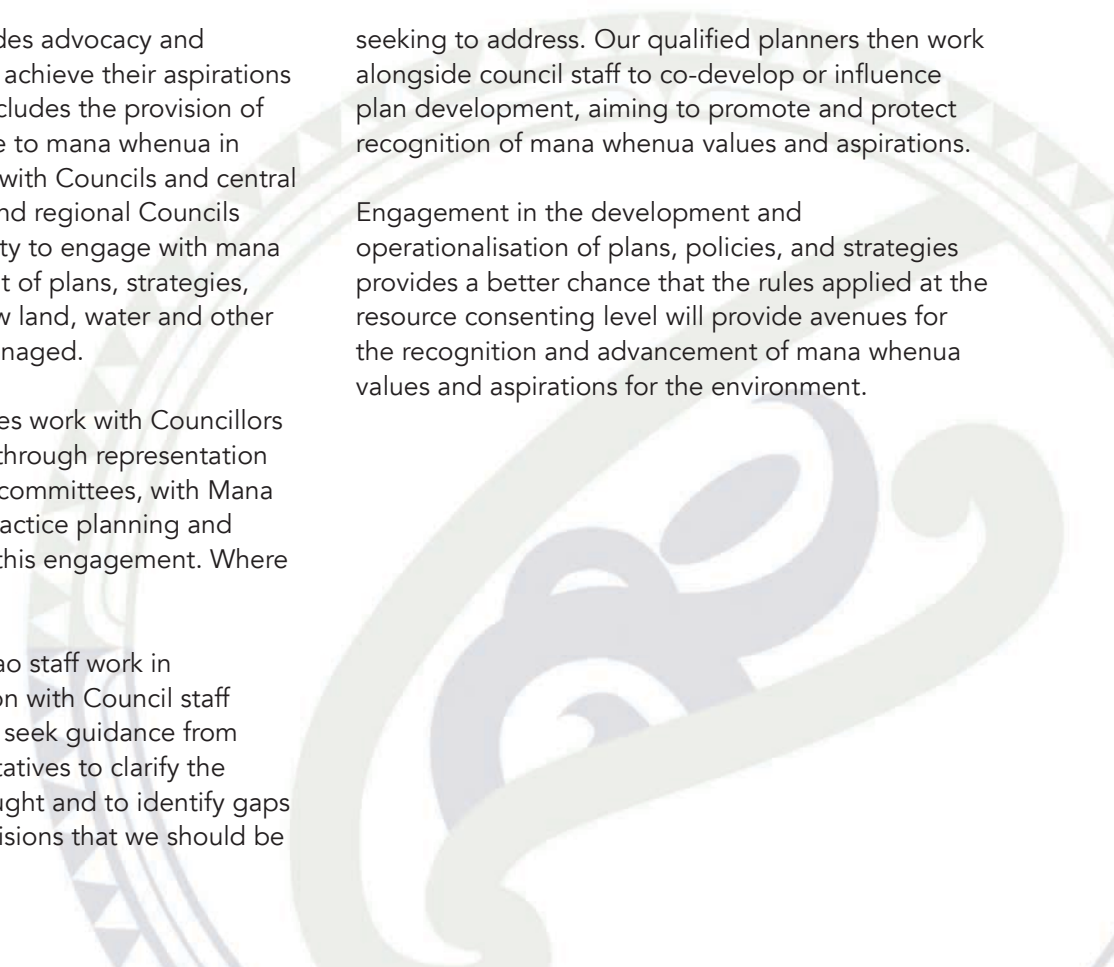 des advocacy and
achieve their aspirations
cludes the provision of
e to mana whenua in
with Councils and central
nd regional Councils
ty to engage with mana
t of plans, strategies,
w land, water and other
naged.
es work with Councillors
through representation
committees, with Mana
actice planning and
this engagement. Where
ao staff work in
on with Council staff
seek guidance from
tatives to clarify the
ught and to identify gaps
isions that we should be
seeking to address. Our qualified planners then work
alongside council staff to co-develop or influence
plan development, aiming to promote and protect
recognition of mana whenua values and aspirations.
Engagement in the development and
operationalisation of plans, policies, and strategies
provides a better chance that the rules applied at the
resource consenting level will provide avenues for
the recognition and advancement of mana whenua
values and aspirations for the environment.